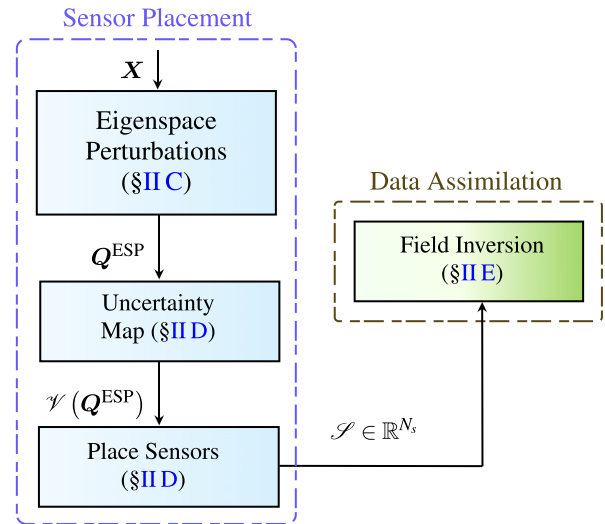 Sensor Placement
𝑿
Eigenspace
Perturbations
(§II C)
𝑸^ESP
Uncertainty
Map (§II D)
𝒱 (𝑸^ESP)
Place Sensors
(§II D)
𝒮 ∈ ℝ^{N_s}
Data Assimilation
Field Inversion
(§II E)